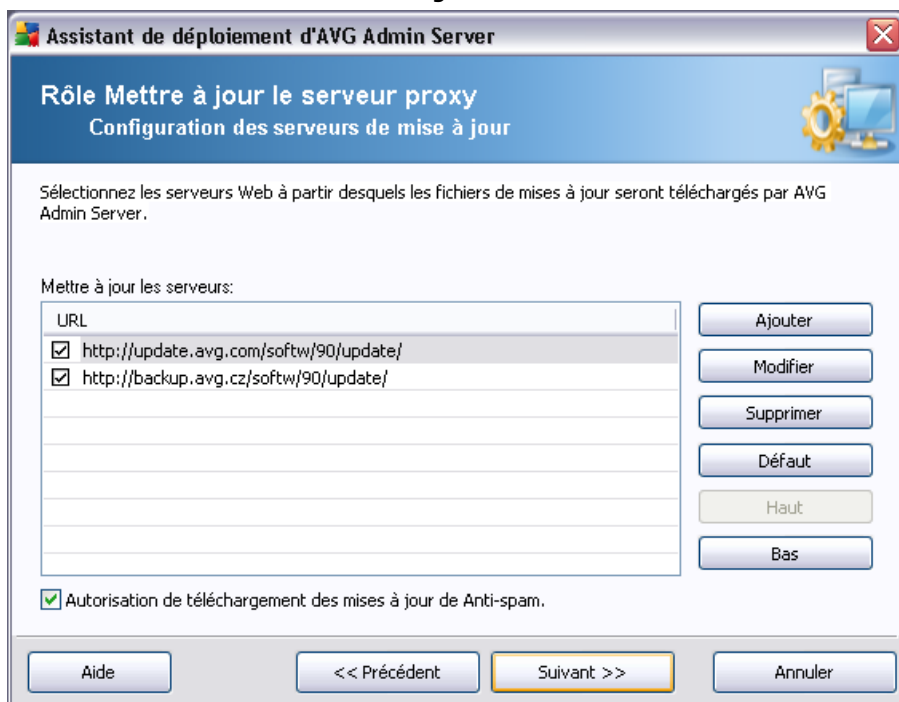 Assistant de déploiement d'AVG Admin Server
Rôle Mettre à jour le serveur proxy
Configuration des serveurs de mise à jour
Sélectionnez les serveurs Web à partir desquels les fichiers de mises à jour seront téléchargés par AVG
Admin Server.
Mettre à jour les serveurs:
URL
http://update.avg.com/softw/90/update/
http://backup.avg.cz/softw/90/update/
Ajouter
Modifier
Supprimer
Défaut
Haut
Bas
Autorisation de téléchargement des mises à jour de Anti-spam.
Aide
<< Précédent
Suivant >>
Annuler